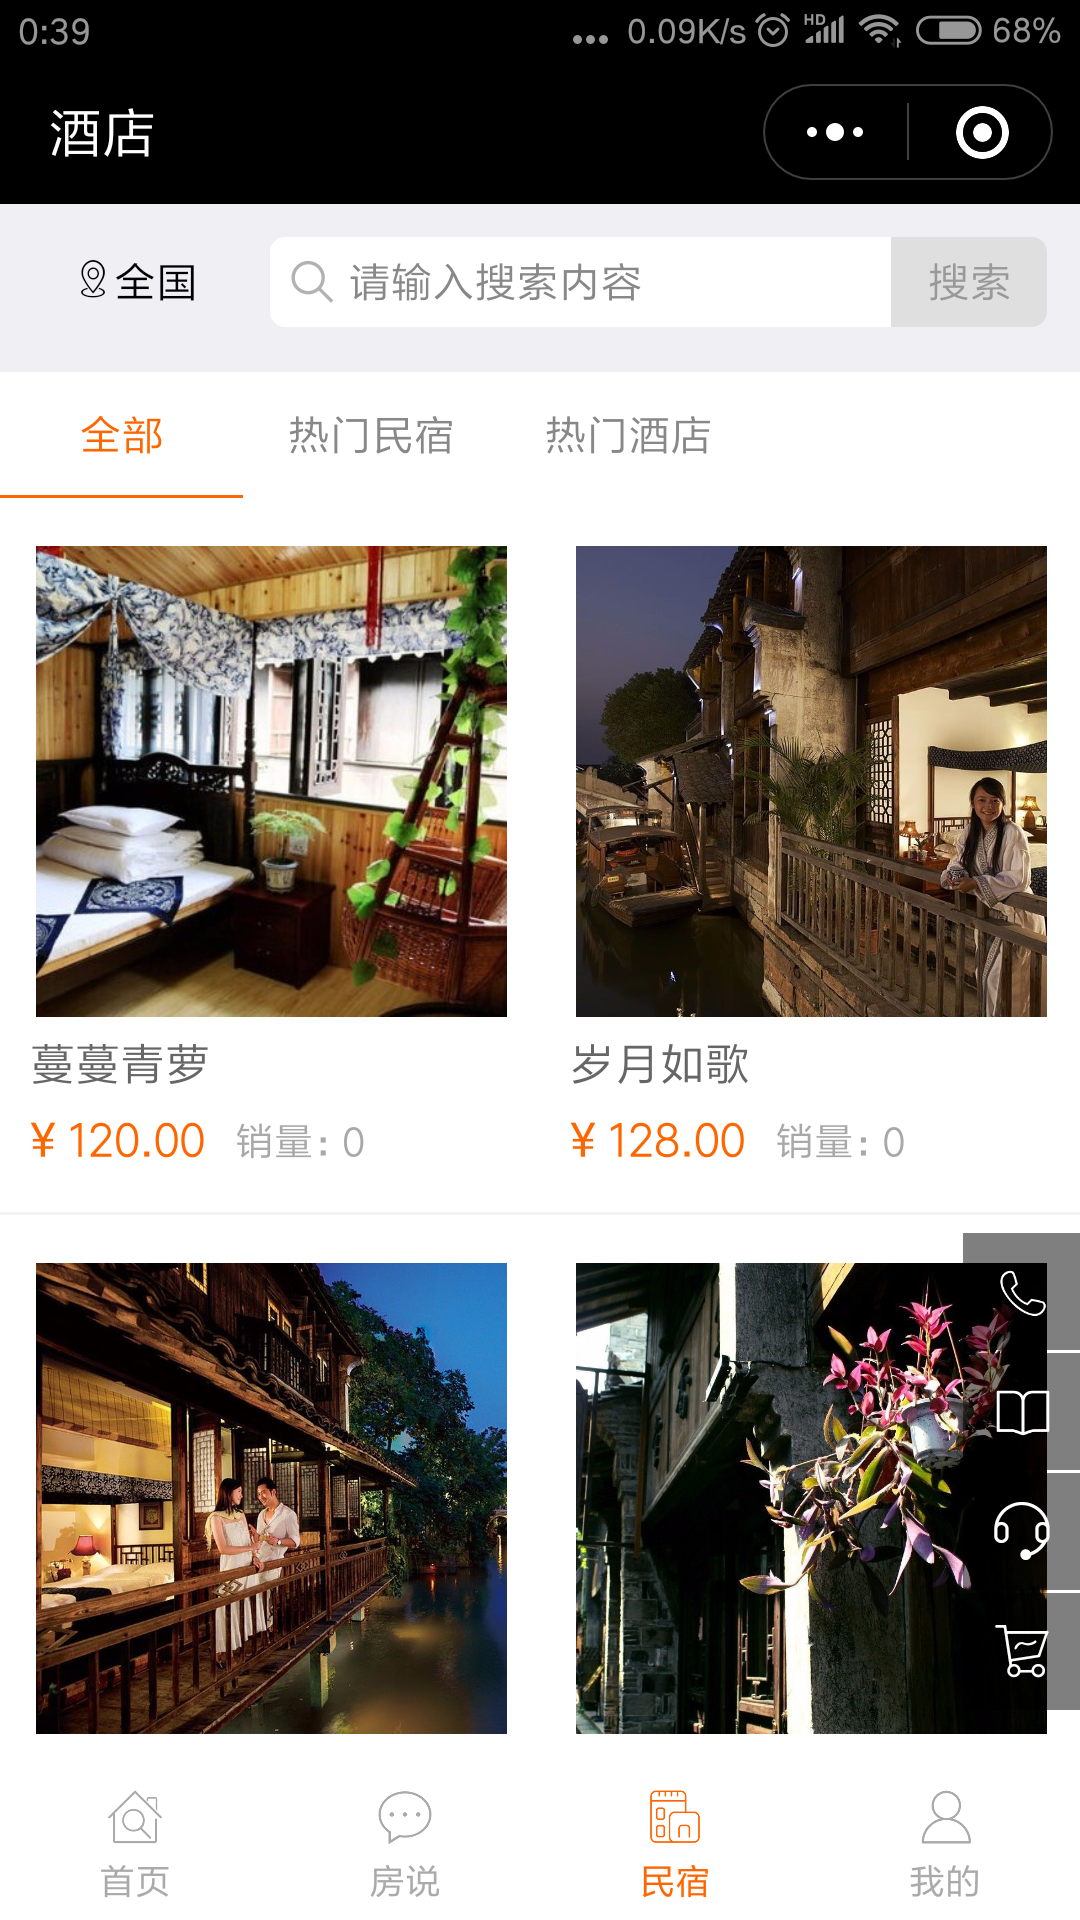 0:39
... 0.09K/s HD 68%
酒店
全国
请输入搜索内容
搜索
全部
热门民宿
热门酒店
蔓蔓青萝
¥ 120.00 销量: 0
岁月如歌
¥ 128.00 销量: 0
首页
房说
民宿
我的